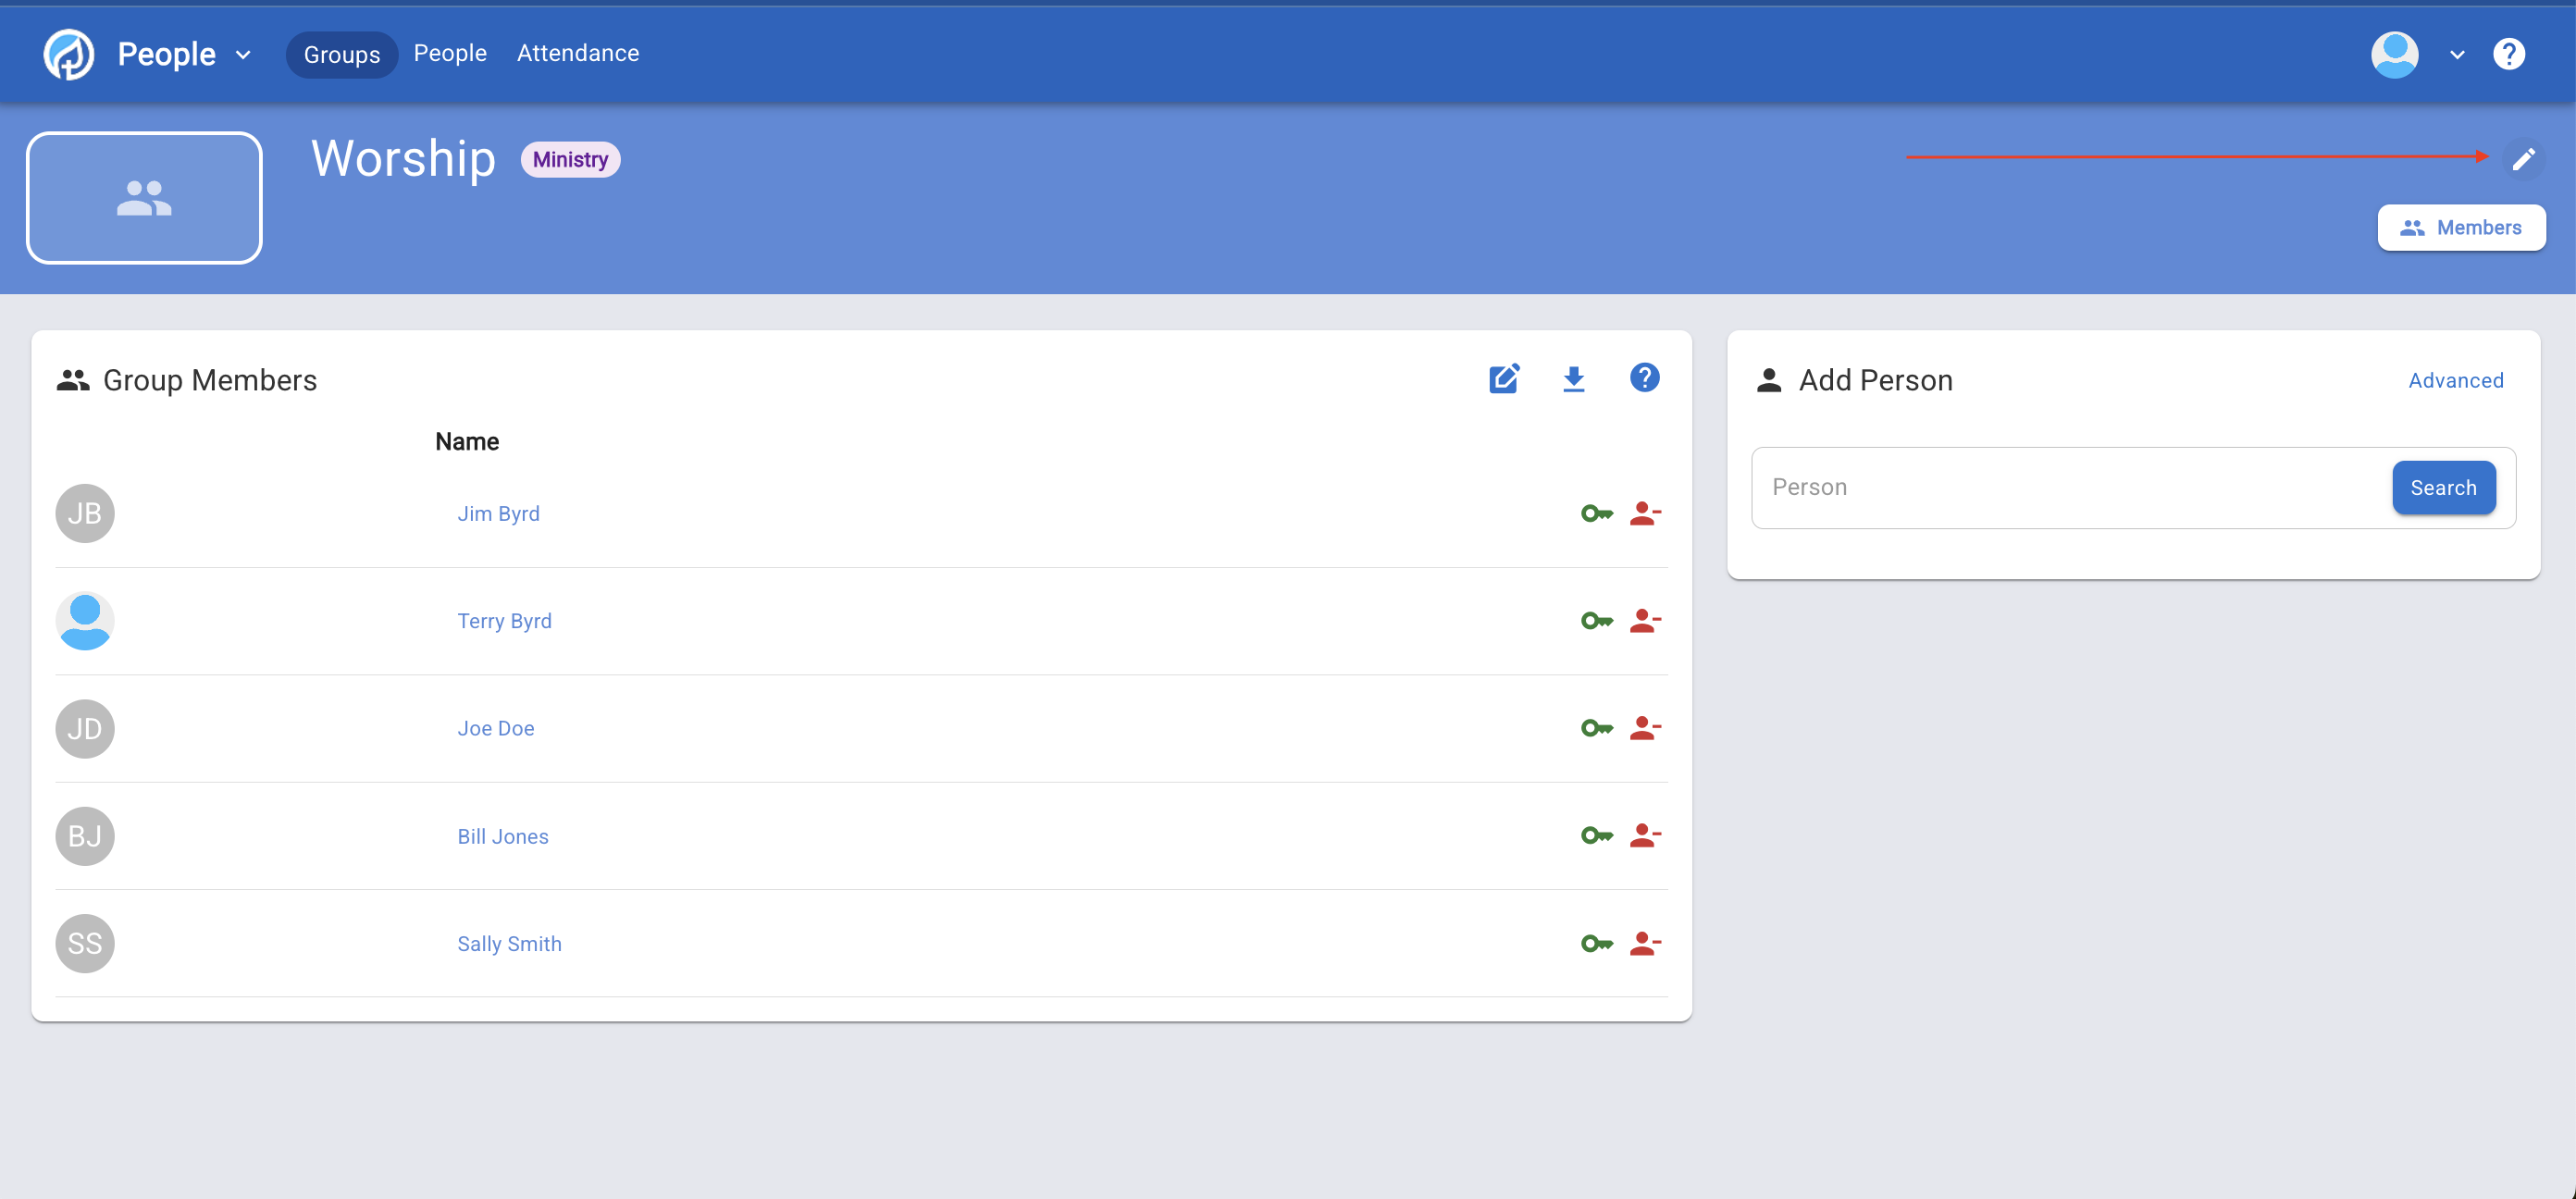 People Groups People Attendance
Worship Ministry
Members
Group Members
Name
JB Jim Byrd
Terry Byrd
JD Joe Doe
BJ Bill Jones
SS Sally Smith
Add Person Advanced
Person Search